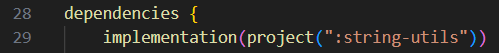 28 dependencies {
29     implementation(project(":string-utils"))